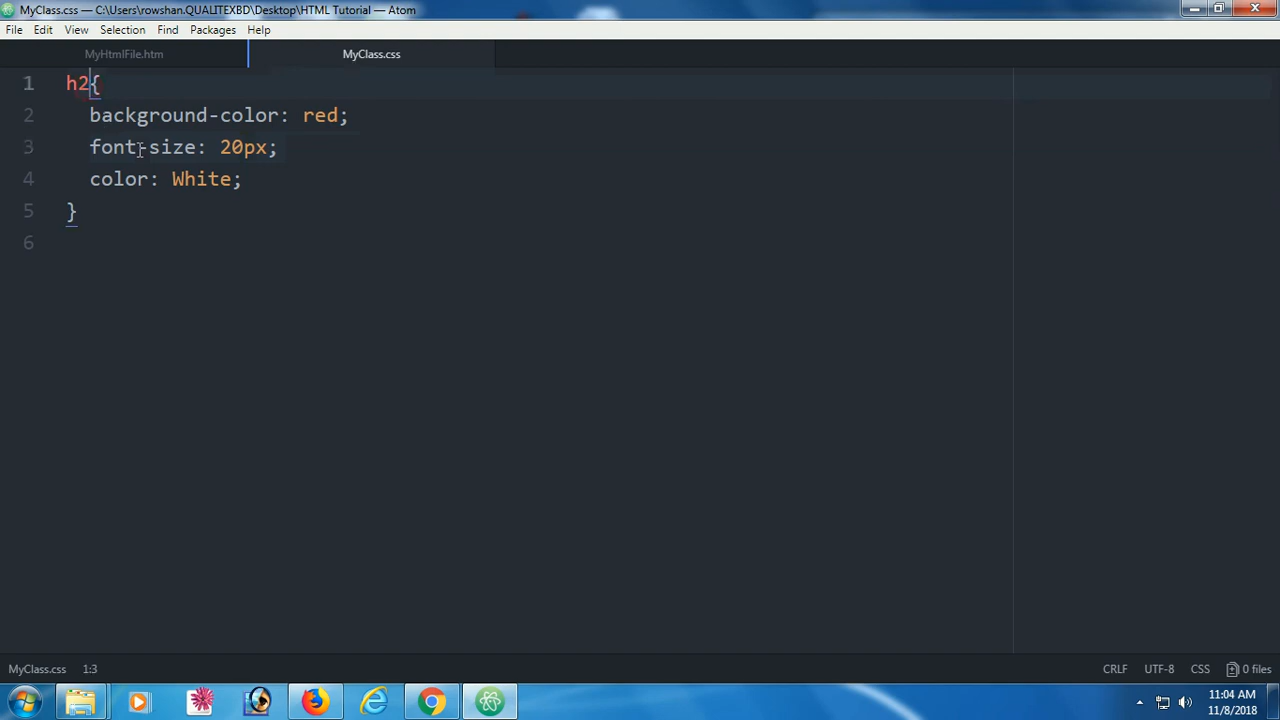 MyClass.css — C:\Users\rowshan.QUALITEXBD\Desktop\HTML Tutorial — Atom
File Edit View Selection Find Packages Help
MyHtmlFile.htm MyClass.css
1 h2{
2 background-color: red;
3 font-size: 20px;
4 color: White;
5 }
6
MyClass.css 1:3 CRLF UTF-8 CSS 0 files
11:04 AM
11/8/2018